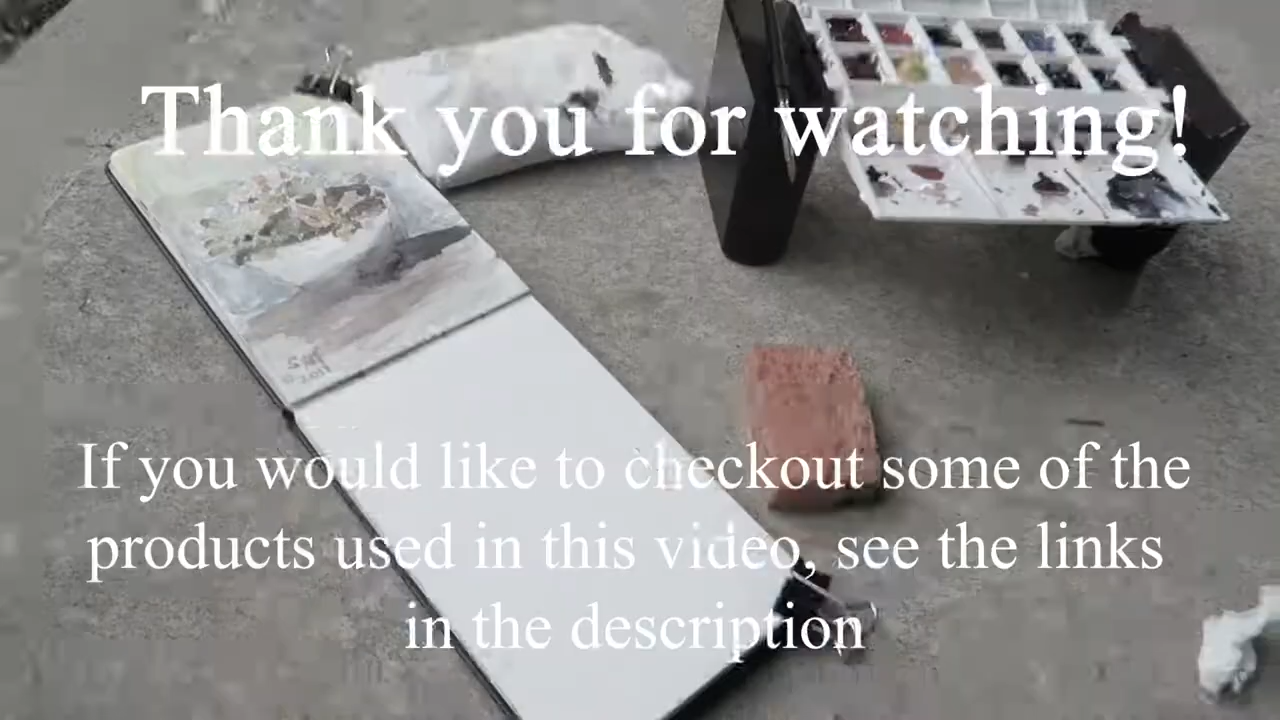 Thank you for watching!
If you would like to checkout some of the
products used in this video, see the links
in the description